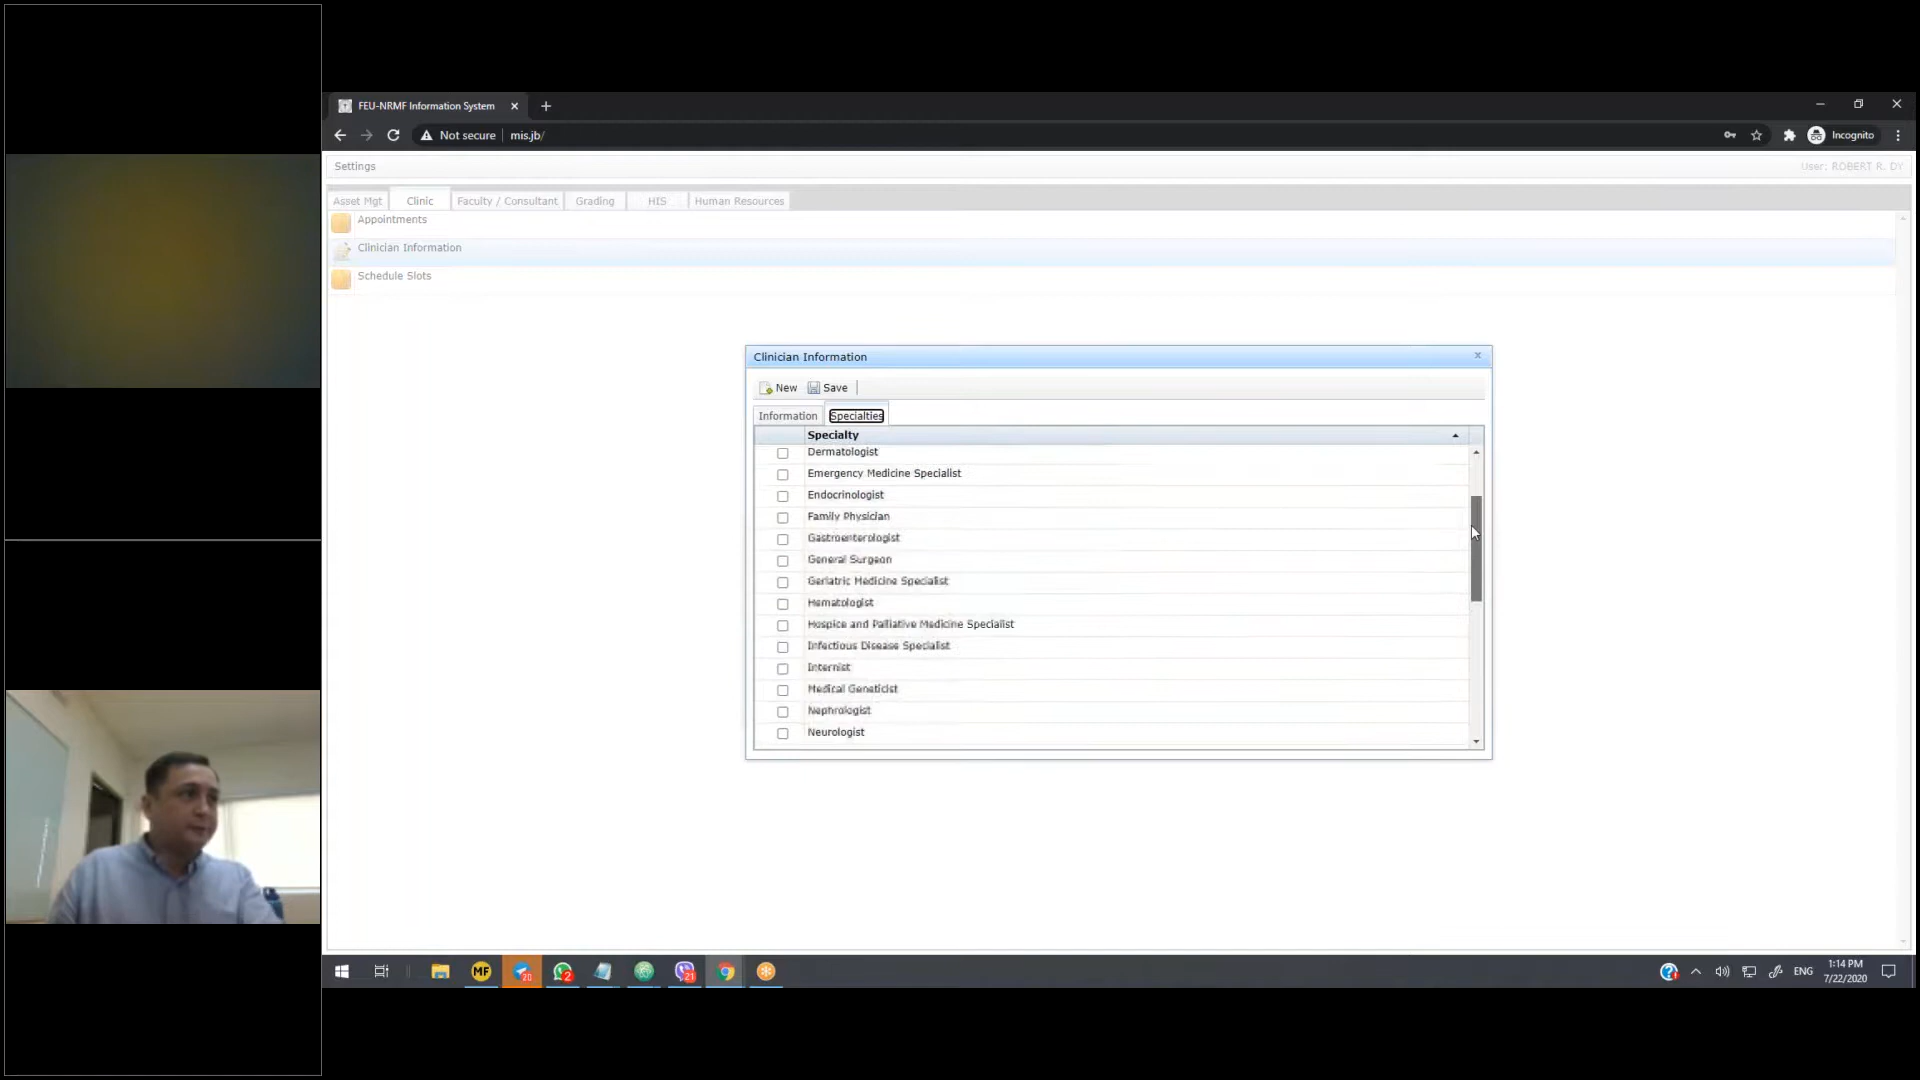 FEU-NRMF Information System
Not secure
mis.jb/
Incognito
Settings
User: ROBERT R. DY
Asset Mgt
Clinic
Faculty / Consultant
Grading
HIS
Human Resources
Appointments
Clinician Information
Schedule Slots
Clinician Information
New
Save
Information
Specialties
Specialty
Dermatologist
Emergency Medicine Specialist
Endocrinologist
Family Physician
Gastroenterologist
General Surgeon
Geriatric Medicine Specialist
Hematologist
Hospice and Palliative Medicine Specialist
Infectious Disease Specialist
Internist
Medical Geneticist
Nephrologist
Neurologist
MF
20
2
21
ENG
1:14 PM
7/22/2020